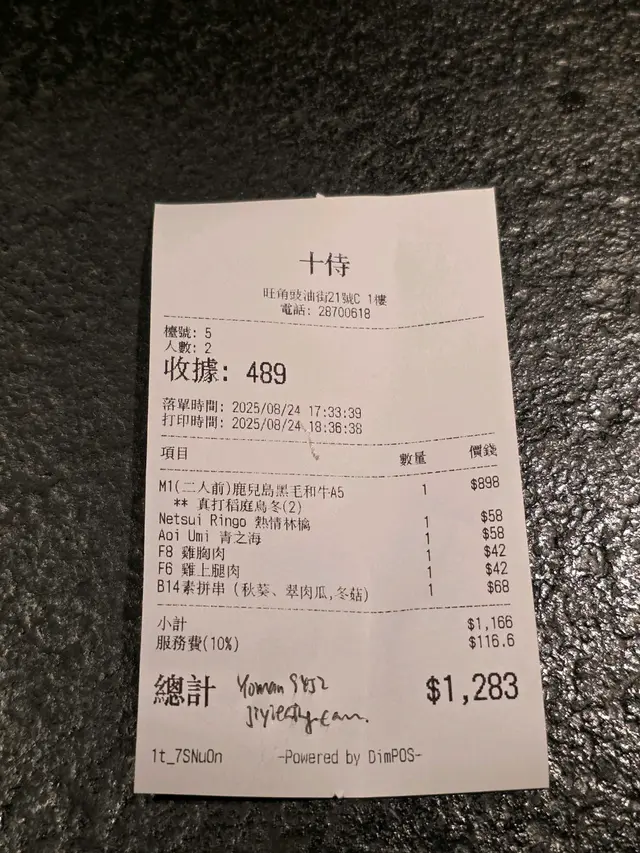 十侍
旺角豉油街21號C 1樓
電話: 28700618
檯號: 5
人數: 2
收據: 489
落單時間: 2025/08/24 17:33:39
打印時間: 2025/08/24 18:36:38
項目 數量 價錢
M1(二人前)鹿兒島黑毛和牛A5 1 $898
** 真打稻庭烏冬(2)
Netsui Ringo 熱情林檎 1 $58
Aoi Umi 青之海 1 $58
F8 雞胸肉 1 $42
F6 雞上腿肉 1 $42
B14素拼串 (秋葵、翠肉瓜,冬菇) 1 $68
小計 $1,166
服務費(10%) $116.6
總計 $1,283
1t_7SNuOn -Powered by DimPOS-